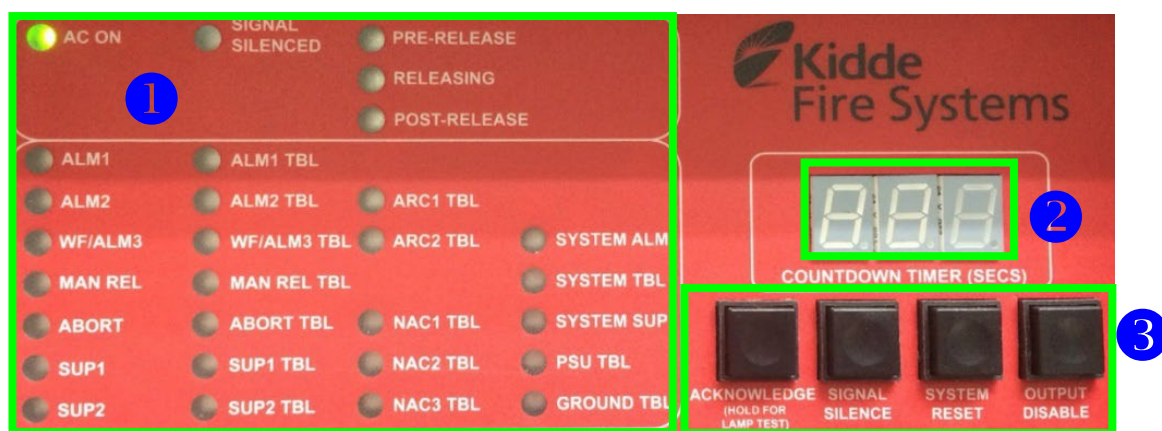 AC ON
SIGNAL
SILENCED
PRE-RELEASE
RELEASING
POST-RELEASE
1
ALM1
ALM1 TBL
ALM2
ALM2 TBL
ARC1 TBL
WF/ALM3
WF/ALM3 TBL
ARC2 TBL
SYSTEM ALM
MAN REL
MAN REL TBL
SYSTEM TBL
ABORT
ABORT TBL
NAC1 TBL
SYSTEM SUP
SUP1
SUP1 TBL
NAC2 TBL
PSU TBL
SUP2
SUP2 TBL
NAC3 TBL
GROUND TBL
Kidde
Fire Systems
2
COUNTDOWN TIMER (SECS)
3
ACKNOWLEDGE
(HOLD FOR
LAMP TEST)
SIGNAL
SILENCE
SYSTEM
RESET
OUTPUT
DISABLE